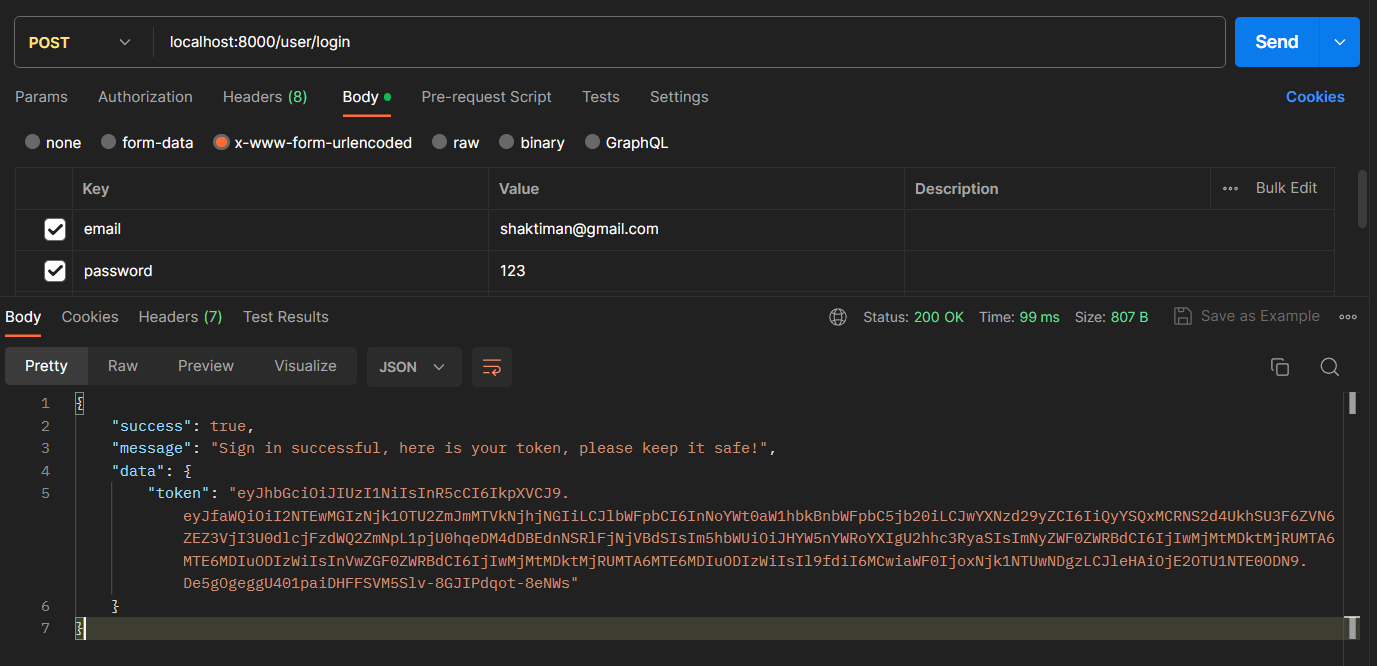 POST localhost:8000/user/login Send
Params Authorization Headers (8) Body Pre-request Script Tests Settings Cookies
none form-data x-www-form-urlencoded raw binary GraphQL
Key Value Description ••• Bulk Edit
email shaktiman@gmail.com
password 123
Body Cookies Headers (7) Test Results Status: 200 OK Time: 99 ms Size: 807 B Save as Example
Pretty Raw Preview Visualize JSON
1 {
2 "success": true,
3 "message": "Sign in successful, here is your token, please keep it safe!",
4 "data": {
5 "token": "eyJhbGciOiJIUzI1NiIsInR5cCI6IkpXVCJ9.
eyJfaWQiOiI2NTEwMGIzNjk1OTU2ZmJmMTVkNjhjNGIiLCJlbWFpbCI6InNoYWt0aW1hbkBnbWFpbC5jb20iLCJwYXNzd29yZCI6IiQyYSQxMCRNS2d4UkhSU3F6ZVN6
ZEZ3VjI3U0dlcjFzdWQ2ZmNpL1pjU0hqeDM4dDBEdnNSRlFjNjVBdSIsIm5hbWUiOiJHYW5nYWRoYXIgU2hhc3RyaSIsImNyZWF0ZWRBdCI6IjIwMjMtMDktMjRUMTA6
MTE6MDIuODIzWiIsInVwZGF0ZWRBdCI6IjIwMjMtMDktMjRUMTA6MTE6MDIuODIzWiIsIl9fdiI6MCwiaWF0IjoxNjk1NTUwNDgzLCJleHAiOjE2OTU1NTE0ODN9.
De5gOgeggU401paiDHFFSVM5Slv-8GJIPdqot-8eNWs"
6 }
7 }